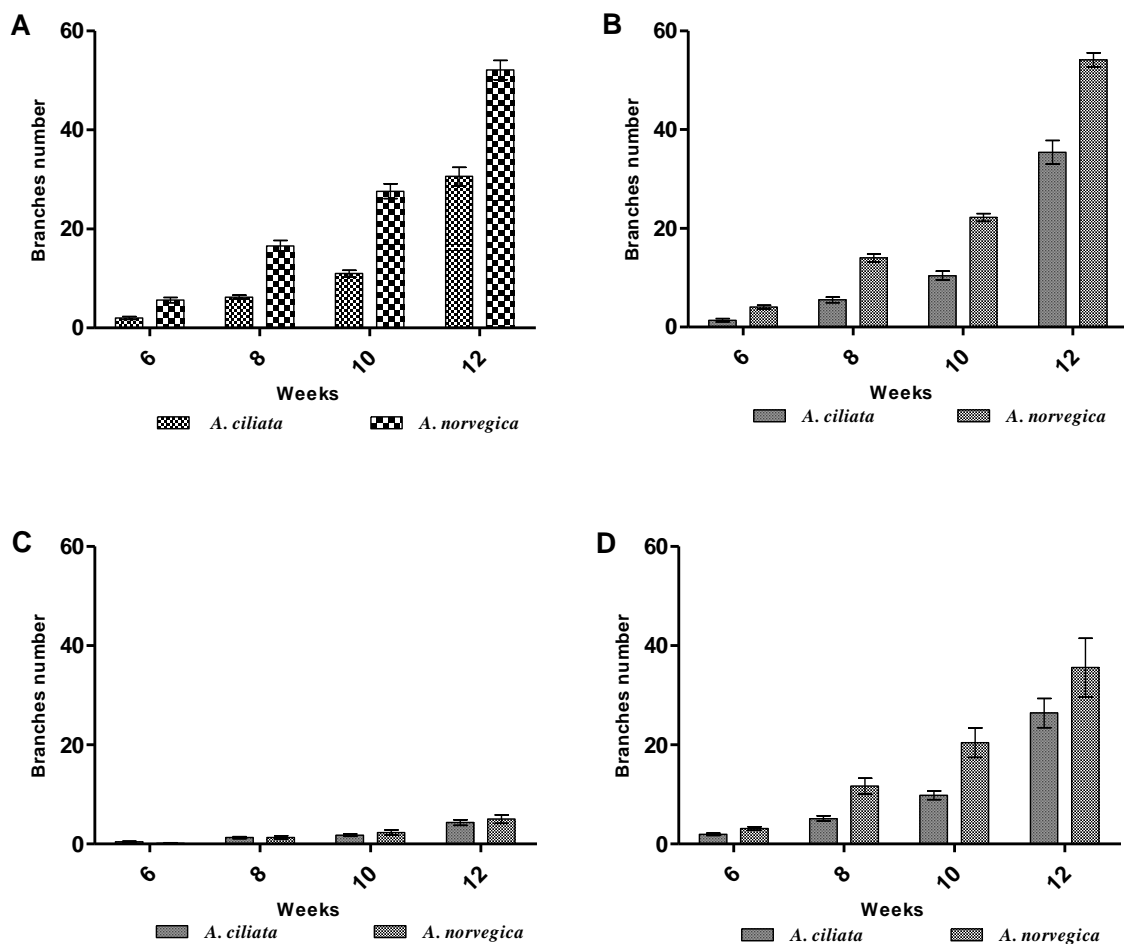 A
Branches number
60
40
20
0
6 8 10 12
Weeks
A. ciliata A. norvegica
B
Branches number
60
40
20
0
6 8 10 12
Weeks
A. ciliata A. norvegica
C
Branches number
60
40
20
0
6 8 10 12
Weeks
A. ciliata A. norvegica
D
Branches number
60
40
20
0
6 8 10 12
Weeks
A. ciliata A. norvegica